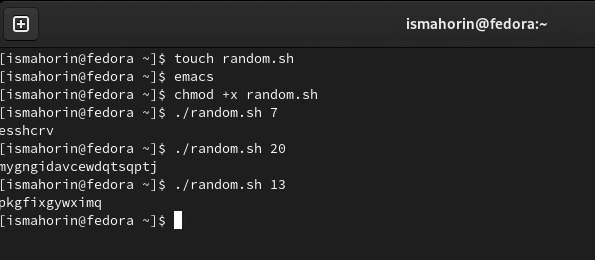 ismahorin@fedora:~
[ismahorin@fedora ~]$ touch random.sh
[ismahorin@fedora ~]$ emacs
[ismahorin@fedora ~]$ chmod +x random.sh
[ismahorin@fedora ~]$ ./random.sh 7
esshcrv
[ismahorin@fedora ~]$ ./random.sh 20
mygngidavcewdqtsqptj
[ismahorin@fedora ~]$ ./random.sh 13
pkgfixgywximq
[ismahorin@fedora ~]$